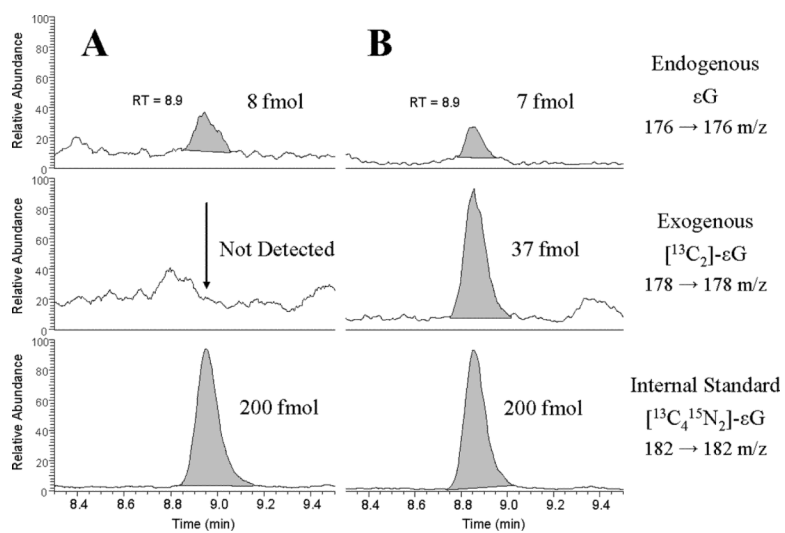 A
B
Relative Abundance
100
80
60
40
20
0
RT = 8.9
8 fmol
RT = 8.9
7 fmol
Endogenous
εG
176 → 176 m/z
Relative Abundance
100
80
60
40
20
0
Not Detected
37 fmol
Exogenous
[¹³C₂]-εG
178 → 178 m/z
Relative Abundance
100
80
60
40
20
0
200 fmol
200 fmol
Internal Standard
[¹³C₄¹⁵N₂]-εG
182 → 182 m/z
8.4 8.6 8.8 9.0 9.2 9.4
8.4 8.6 8.8 9.0 9.2 9.4
Time (min)
Time (min)